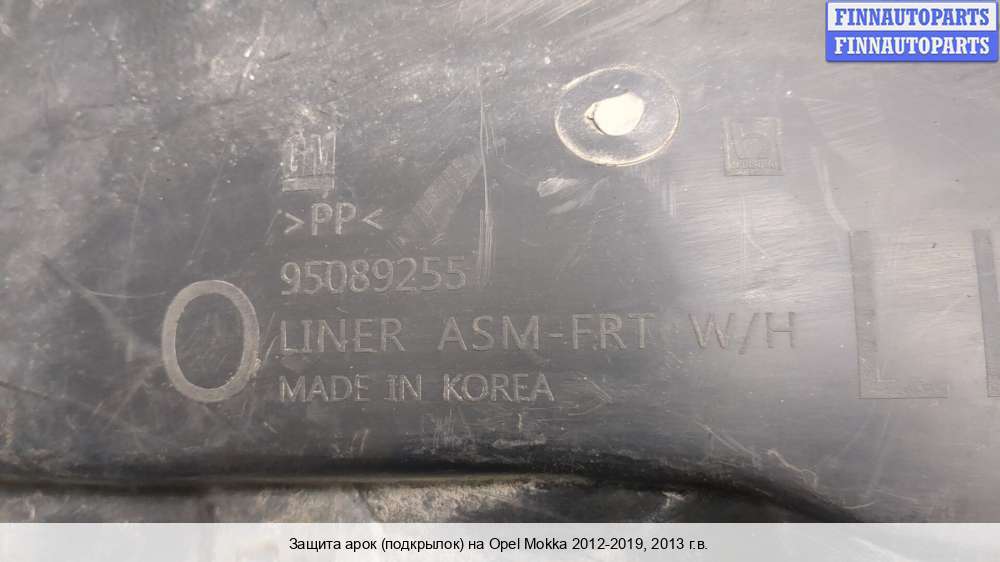 FINNAUTOPARTS
FINNAUTOPARTS
GM
>PP<
95089255
O
LINER ASM-FRT W/H
MADE IN KOREA
Защита арок (подкрылок) на Opel Mokka 2012-2019, 2013 г.в.